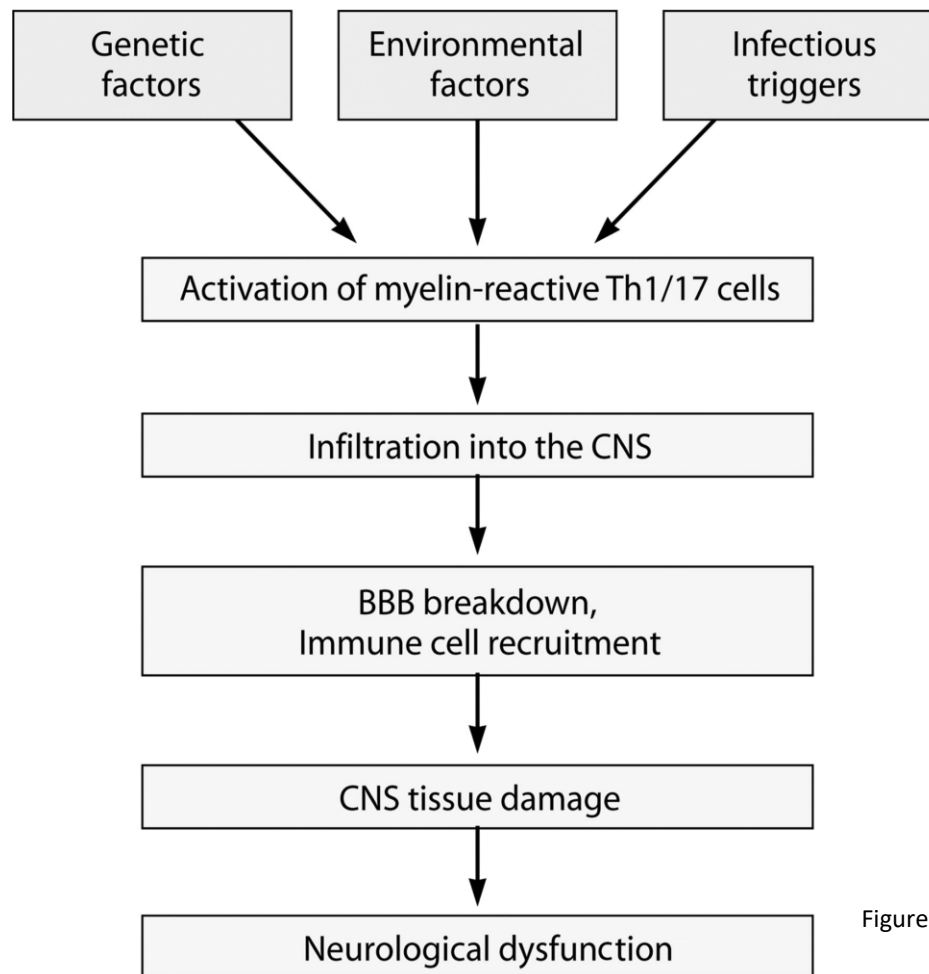 Genetic
factors
Environmental
factors
Infectious
triggers
Activation of myelin-reactive Th1/17 cells
Infiltration into the CNS
BBB breakdown,
Immune cell recruitment
CNS tissue damage
Neurological dysfunction
Figure